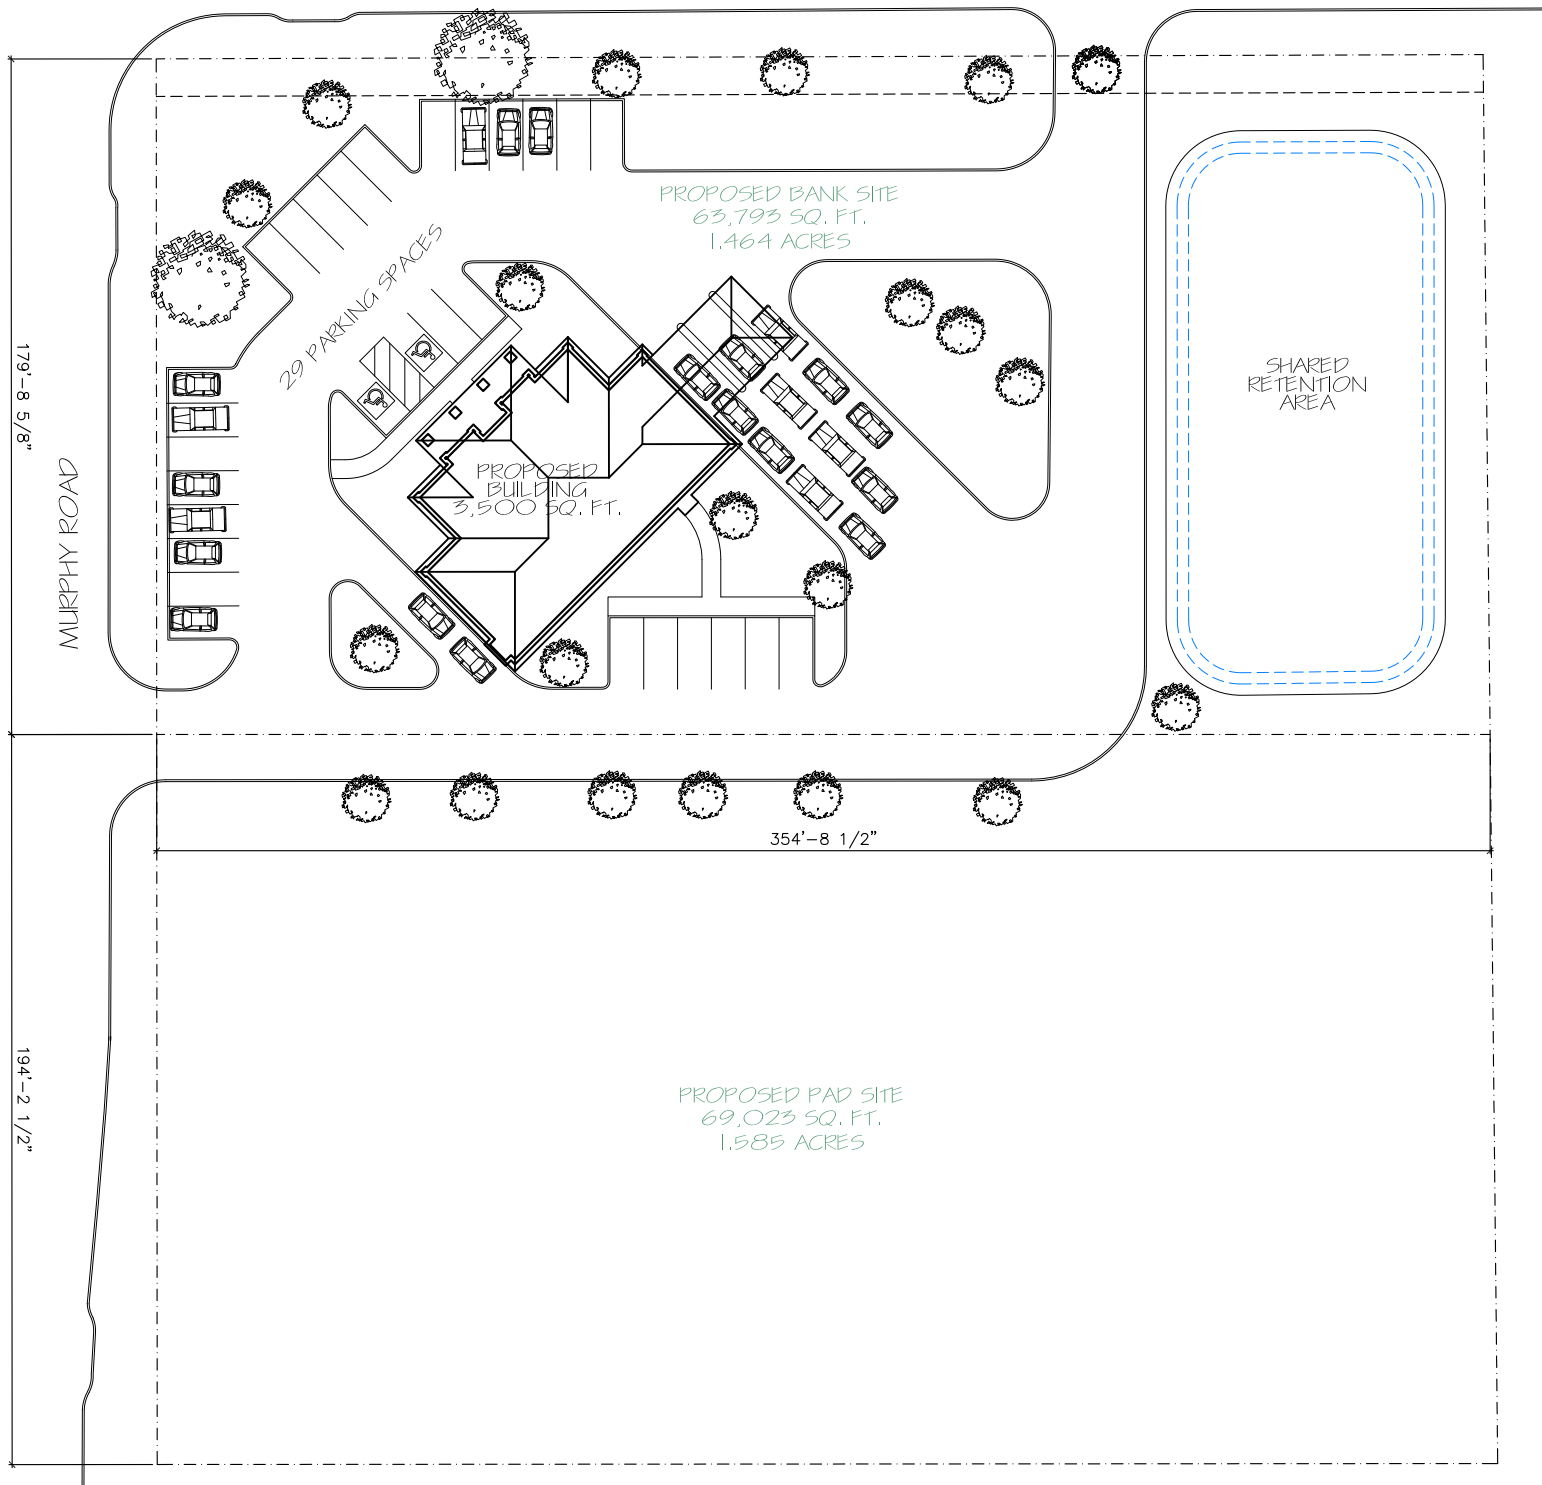 PROPOSED BANK SITE
63,793 SQ. FT.
1.464 ACRES
29 PARKING SPACES
179'-8 5/8"
SHARED
RETENTION
AREA
MURPHY ROAD
PROPOSED
BUILDING
3,500 SQ. FT.
354'-8 1/2"
194'-2 1/2"
PROPOSED PAD SITE
69,023 SQ. FT.
1.585 ACRES